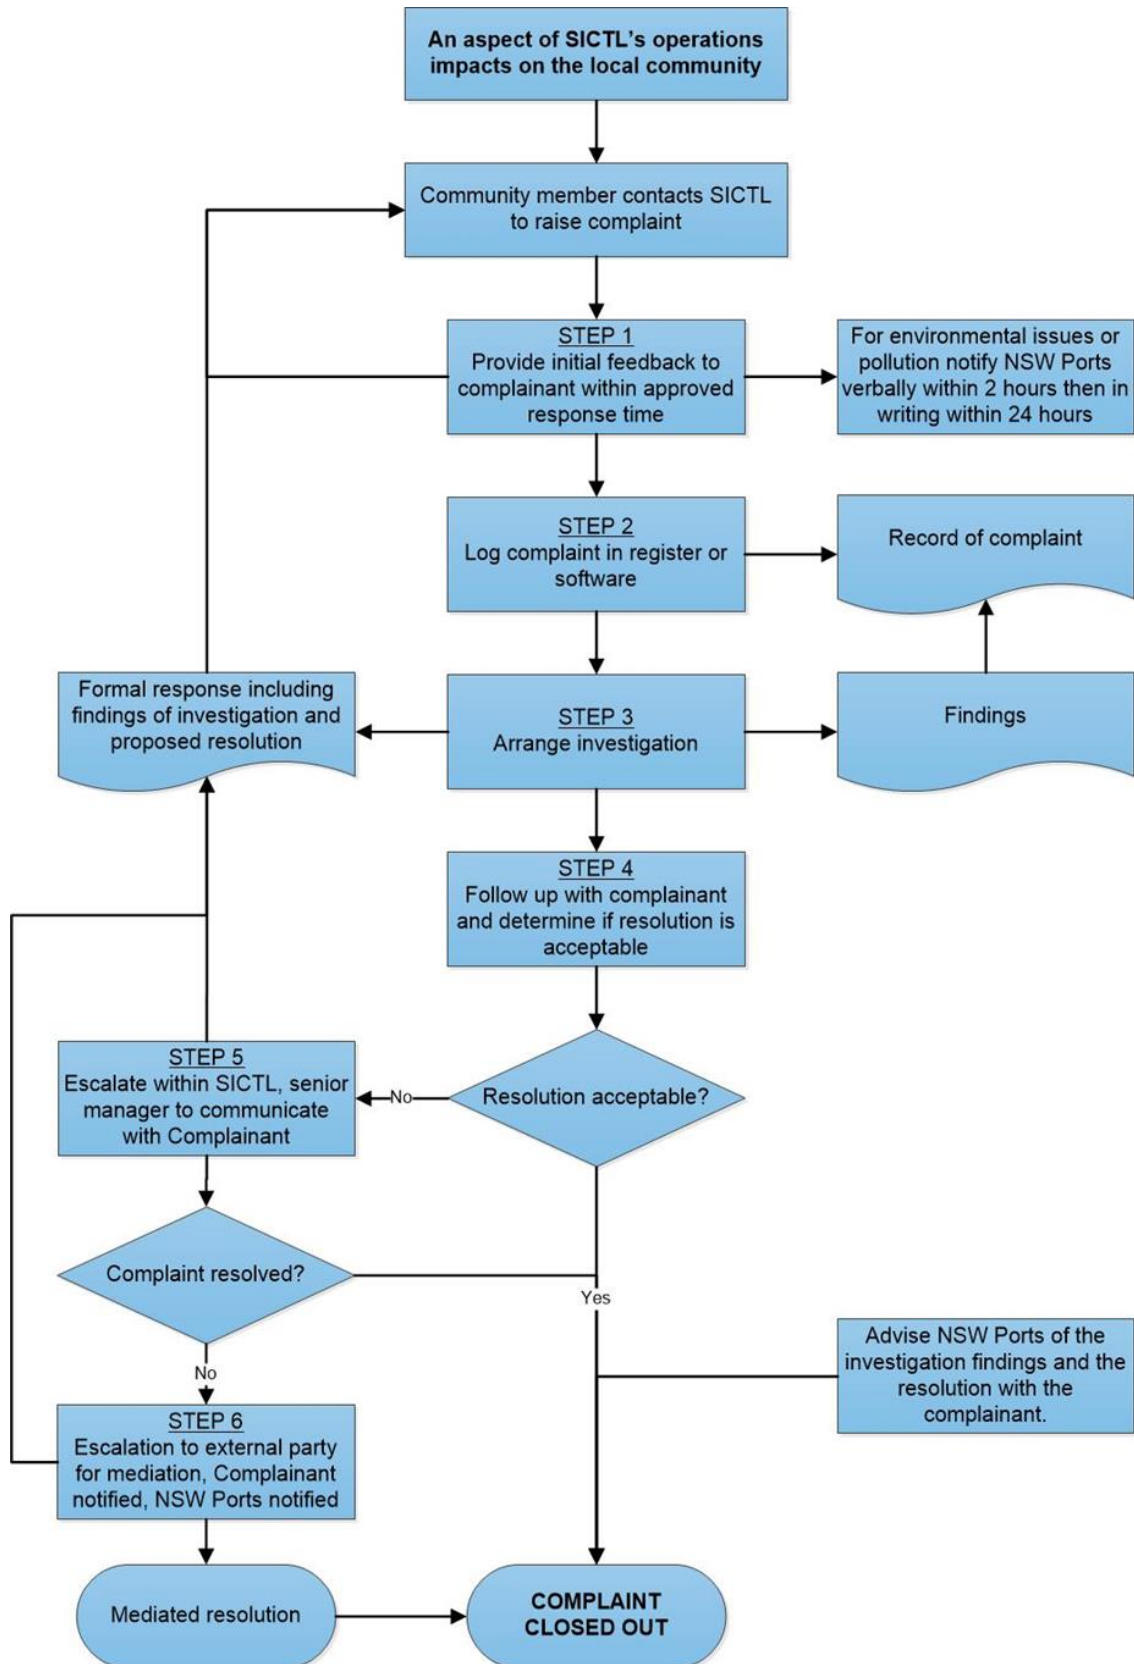 An aspect of SICTL's operations
impacts on the local community
Community member contacts SICTL
to raise complaint
STEP 1
Provide initial feedback to
complainant within approved
response time
For environmental issues or
pollution notify NSW Ports
verbally within 2 hours then in
writing within 24 hours
STEP 2
Log complaint in register or
software
Record of complaint
Formal response including
findings of investigation and
proposed resolution
STEP 3
Arrange investigation
Findings
STEP 4
Follow up with complainant
and determine if resolution is
acceptable
STEP 5
Escalate within SICTL, senior
manager to communicate
with Complainant
No
Resolution acceptable?
Complaint resolved?
Yes
No
Advise NSW Ports of the
investigation findings and the
resolution with the
complainant.
STEP 6
Escalation to external party
for mediation, Complainant
notified, NSW Ports notified
Mediated resolution
COMPLAINT
CLOSED OUT